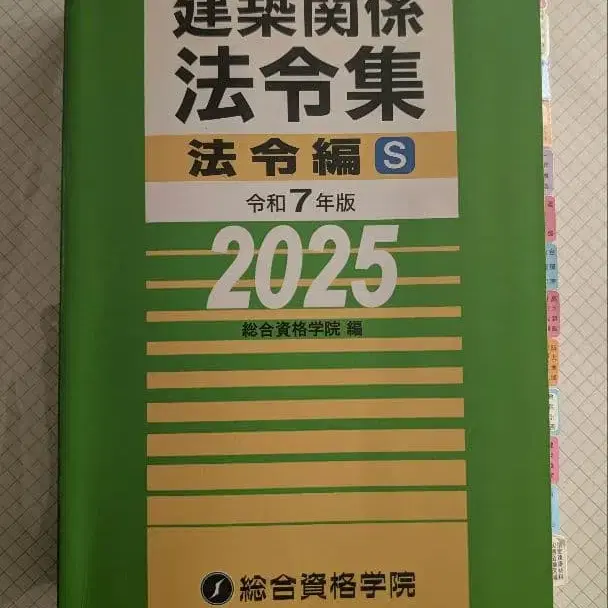 建築関係
法令集
法令編 S
令和7年版
2025
総合資格学院 編
総合資格学院